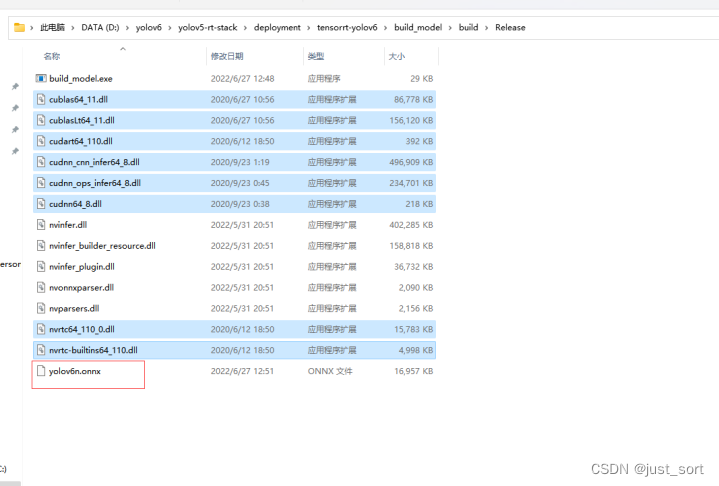 此电脑 › DATA (D:) › yolov6 › yolov5-rt-stack › deployment › tensorrt-yolov6 › build_model › build › Release
名称 修改日期 类型 大小
build_model.exe 2022/6/27 12:48 应用程序 29 KB
cublas64_11.dll 2020/6/27 10:56 应用程序扩展 86,778 KB
cublasLt64_11.dll 2020/6/27 10:56 应用程序扩展 156,120 KB
cudart64_110.dll 2020/6/12 18:50 应用程序扩展 392 KB
cudnn_cnn_infer64_8.dll 2020/9/23 1:19 应用程序扩展 496,909 KB
cudnn_ops_infer64_8.dll 2020/9/23 0:45 应用程序扩展 234,701 KB
cudnn64_8.dll 2020/9/23 0:38 应用程序扩展 218 KB
nvinfer.dll 2022/5/31 20:51 应用程序扩展 402,285 KB
nvinfer_builder_resource.dll 2022/5/31 20:51 应用程序扩展 158,818 KB
ersor
nvinfer_plugin.dll 2022/5/31 20:51 应用程序扩展 36,732 KB
nvonnxparser.dll 2022/5/31 20:51 应用程序扩展 2,090 KB
nvparsers.dll 2022/5/31 20:51 应用程序扩展 2,156 KB
nvrtc64_110_0.dll 2020/6/12 18:50 应用程序扩展 15,783 KB
nvrtc-builtins64_110.dll 2020/6/12 18:50 应用程序扩展 4,998 KB
yolov6n.onnx 2022/6/27 12:51 ONNX 文件 16,957 KB
C:)
CSDN @just_sort